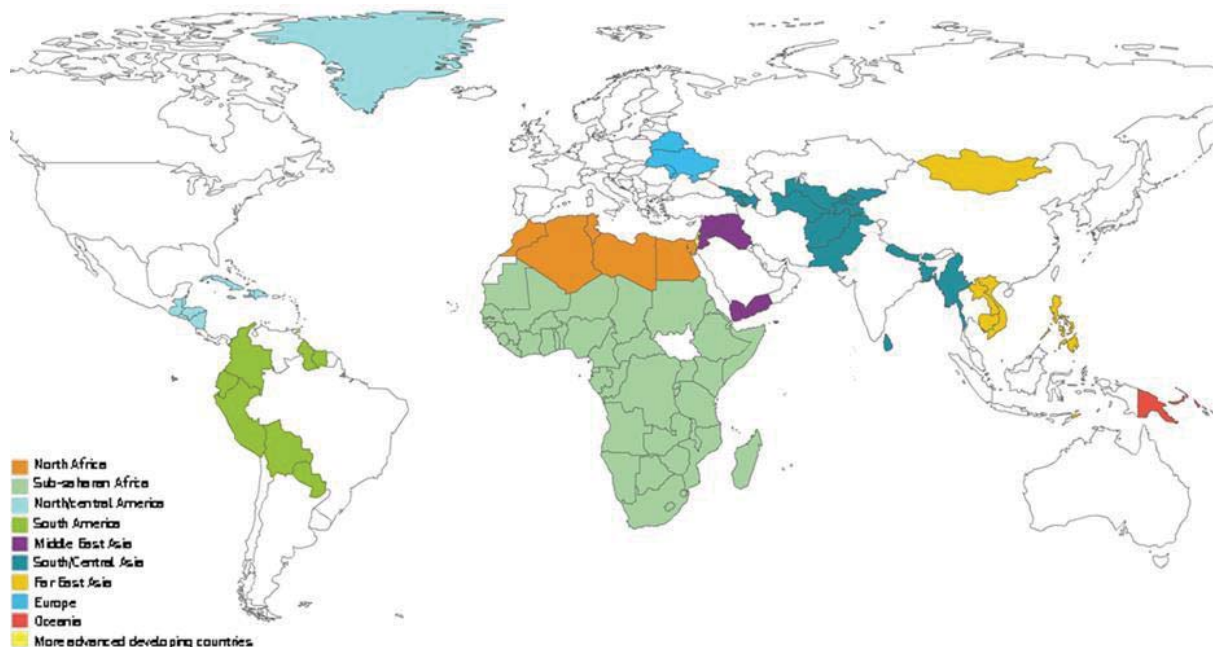 North Africa
Sub-saharan Africa
North/central America
South America
Middle East Asia
South/Central Asia
Far East Asia
Europe
Oceania
More advanced developing countries